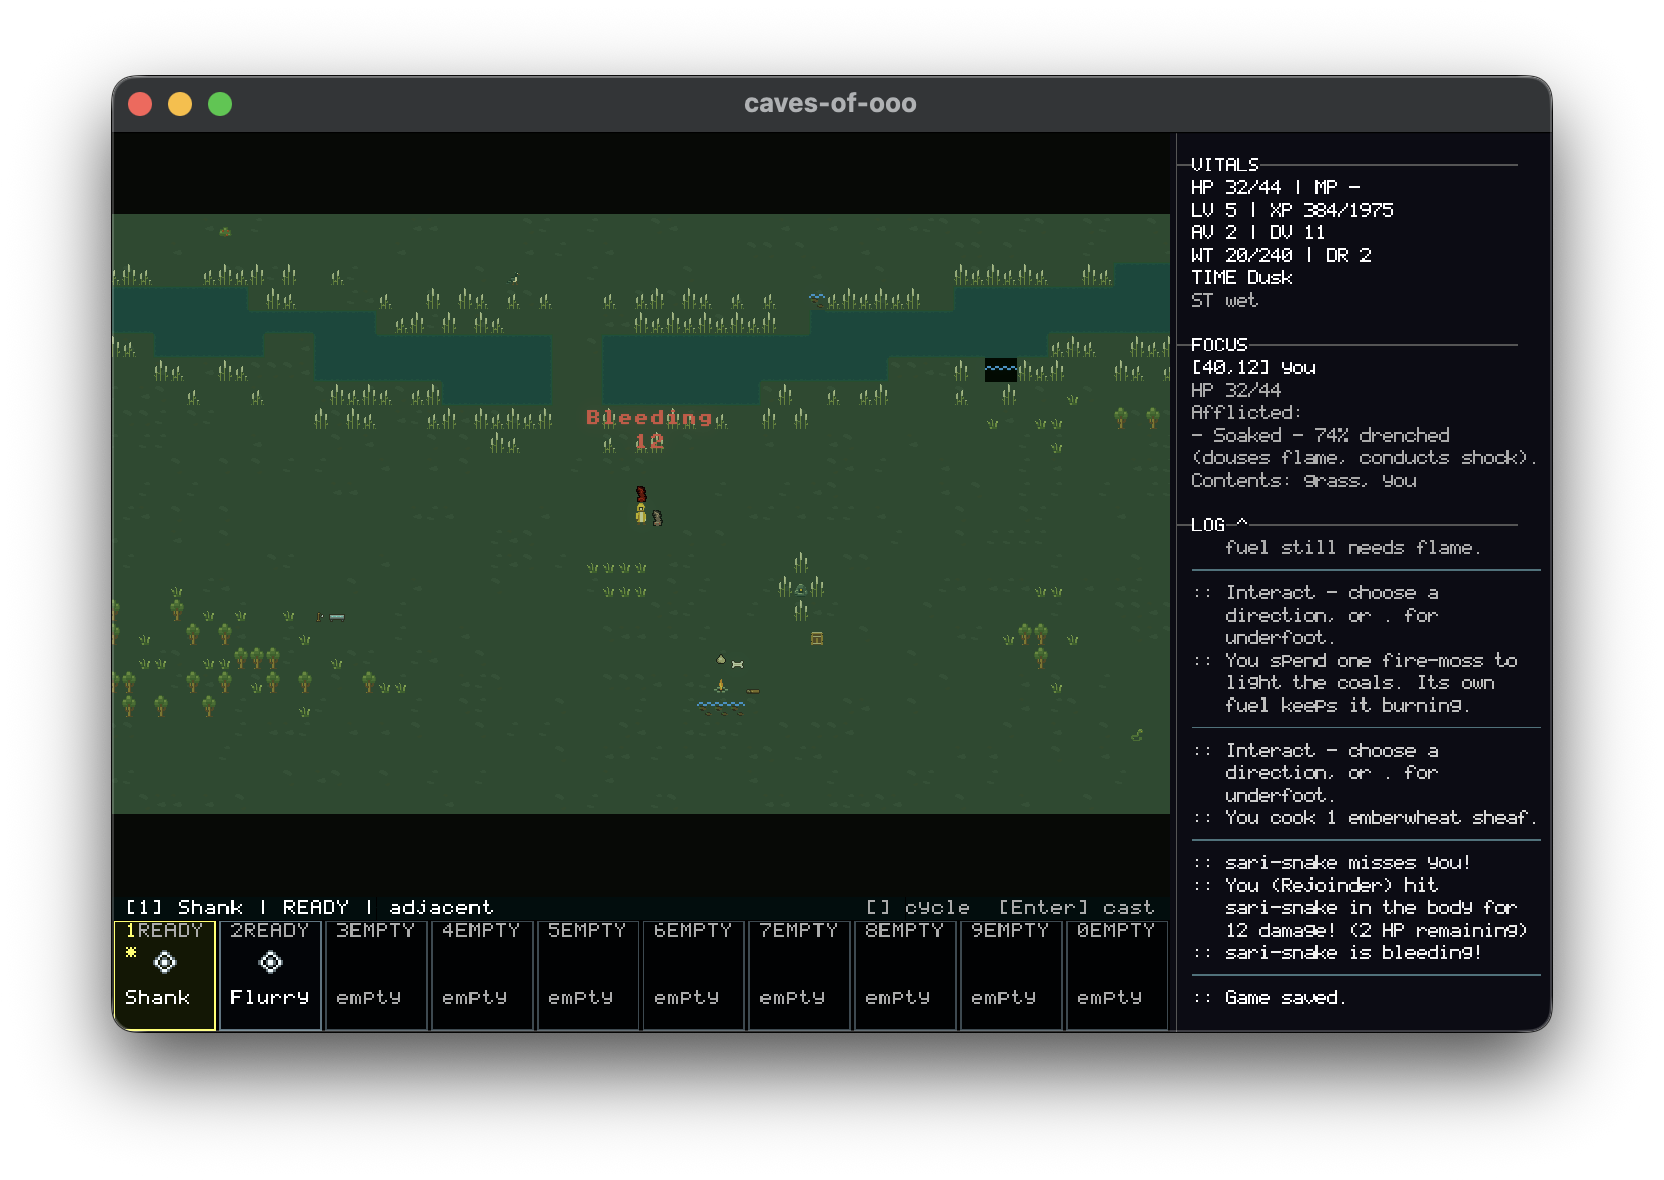 caves-of-ooo
VITALS
HP 32/44 | MP -
LV 5 | XP 384/1975
AV 2 | DV 11
WT 20/240 | DR 2
TIME Dusk
ST wet
FOCUS
[40,12] you
HP 32/44
Afflicted:
- Soaked - 74% drenched
(douses flame, conducts shock).
Contents: grass, you
LOG ^
fuel still needs flame.
:: Interact - choose a
direction, or . for
underfoot.
:: You spend one fire-moss to
light the coals. Its own
fuel keeps it burning.
:: Interact - choose a
direction, or . for
underfoot.
:: You cook 1 emberwheat sheaf.
:: sari-snake misses you!
:: You (Rejoinder) hit
sari-snake in the body for
12 damage! (2 HP remaining)
:: sari-snake is bleeding!
:: Game saved.
Bleeding
12
[1] Shank | READY | adjacent
[] cycle [Enter] cast
1READY 2READY 3EMPTY 4EMPTY 5EMPTY 6EMPTY 7EMPTY 8EMPTY 9EMPTY 0EMPTY
Shank Flurry empty empty empty empty empty empty empty empty